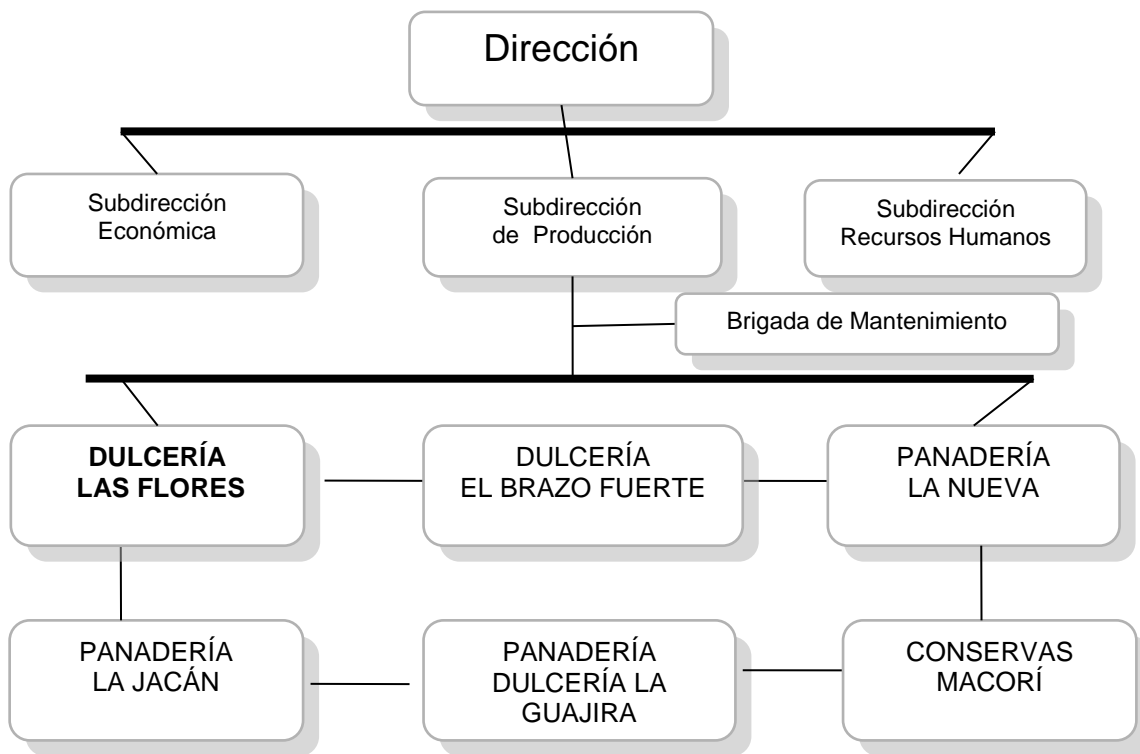 Dirección
Subdirección
Económica
Subdirección
de Producción
Subdirección
Recursos Humanos
Brigada de Mantenimiento
DULCERÍA
LAS FLORES
DULCERÍA
EL BRAZO FUERTE
PANADERÍA
LA NUEVA
PANADERÍA
LA JACÁN
PANADERÍA
DULCERÍA LA
GUAJIRA
CONSERVAS
MACORÍ